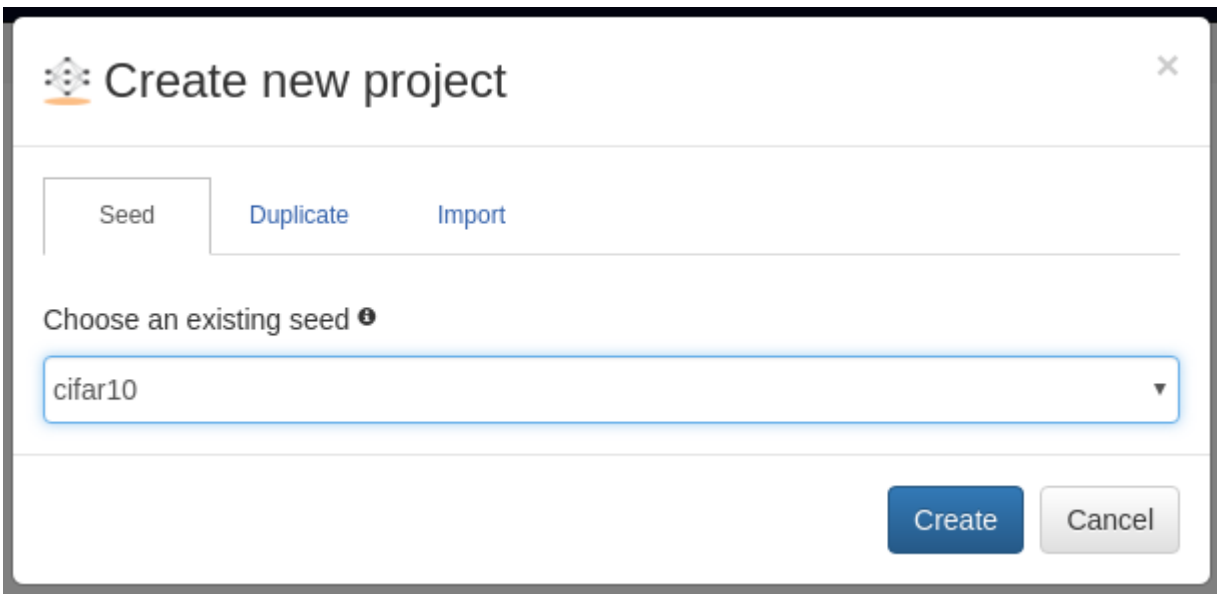 Create new project
×
Seed Duplicate Import
Choose an existing seed
cifar10
Create Cancel